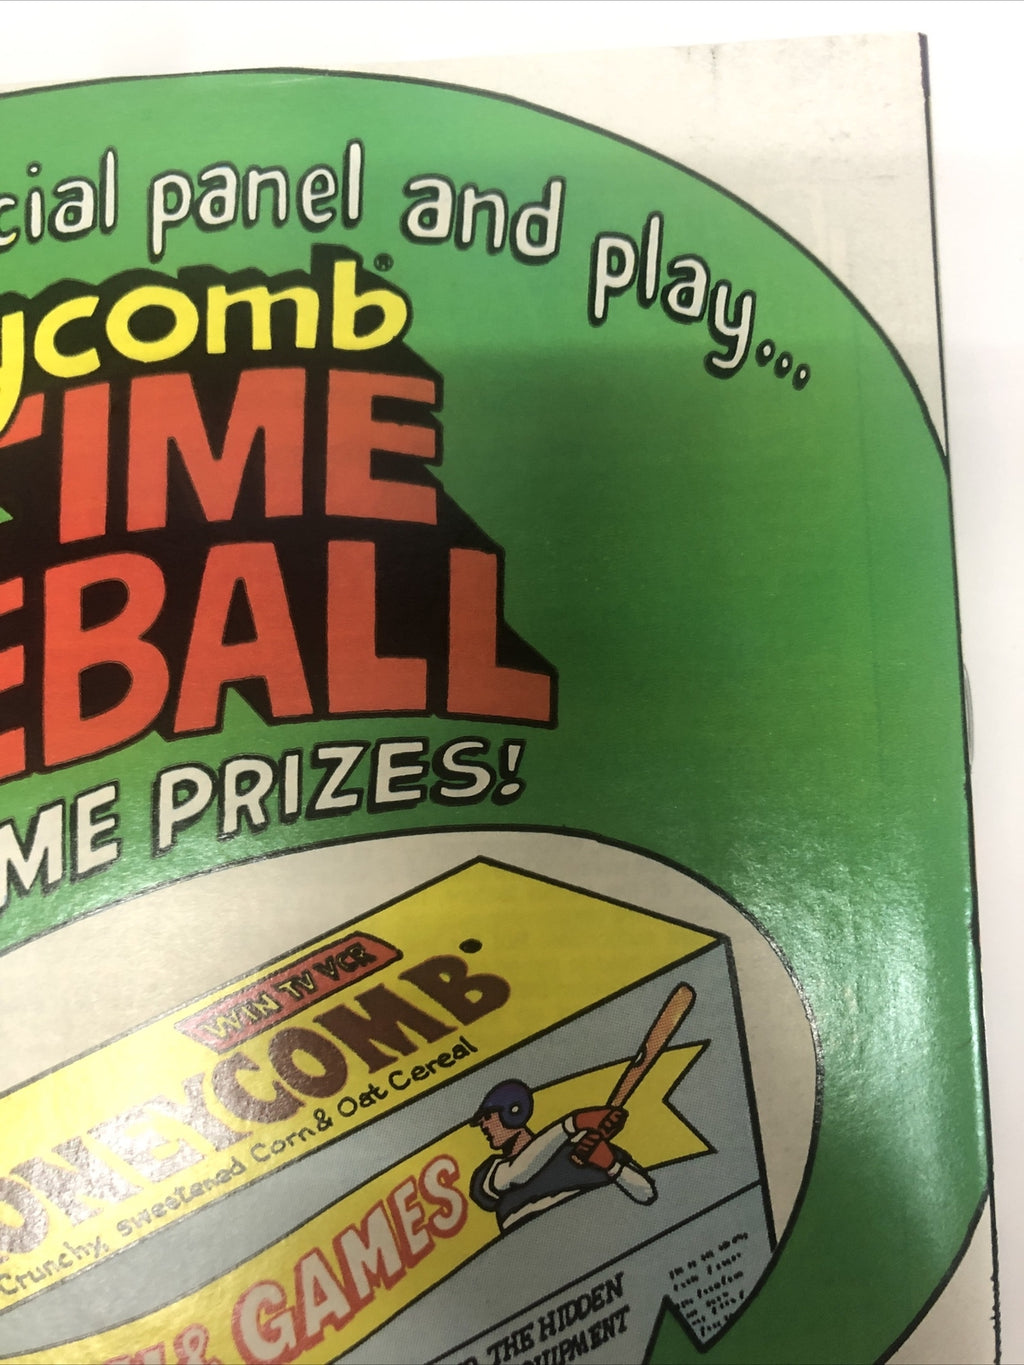 cial panel and play...
ycomb®
TIME
EBALL
ME PRIZES!
WIN TV VCR
ONEYCOMB
Crunchy, Sweetened Corn & Oat Cereal
& GAMES
THE HIDDEN